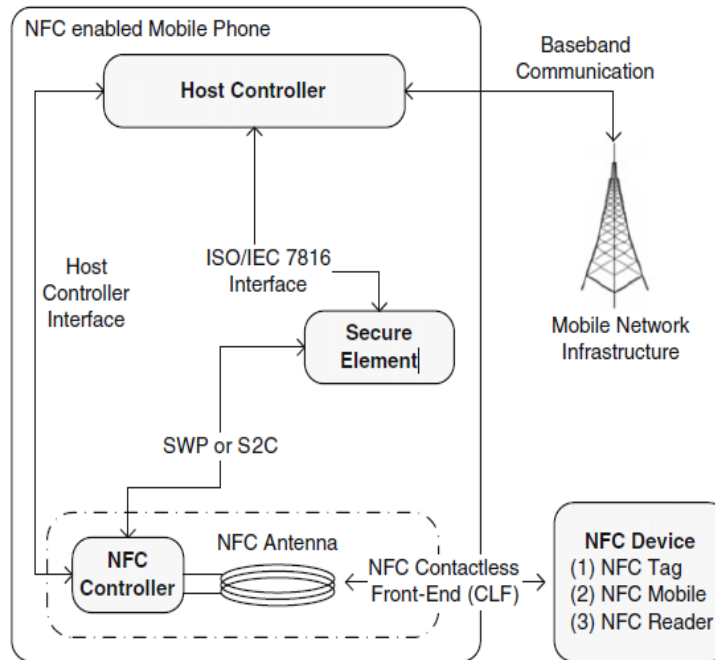 NFC enabled Mobile Phone
Host Controller
Baseband
Communication
Host
Controller
Interface
ISO/IEC 7816
Interface
Secure
Element
Mobile Network
Infrastructure
SWP or S2C
NFC
Controller
NFC Antenna
NFC Contactless
Front-End (CLF)
NFC Device
(1) NFC Tag
(2) NFC Mobile
(3) NFC Reader